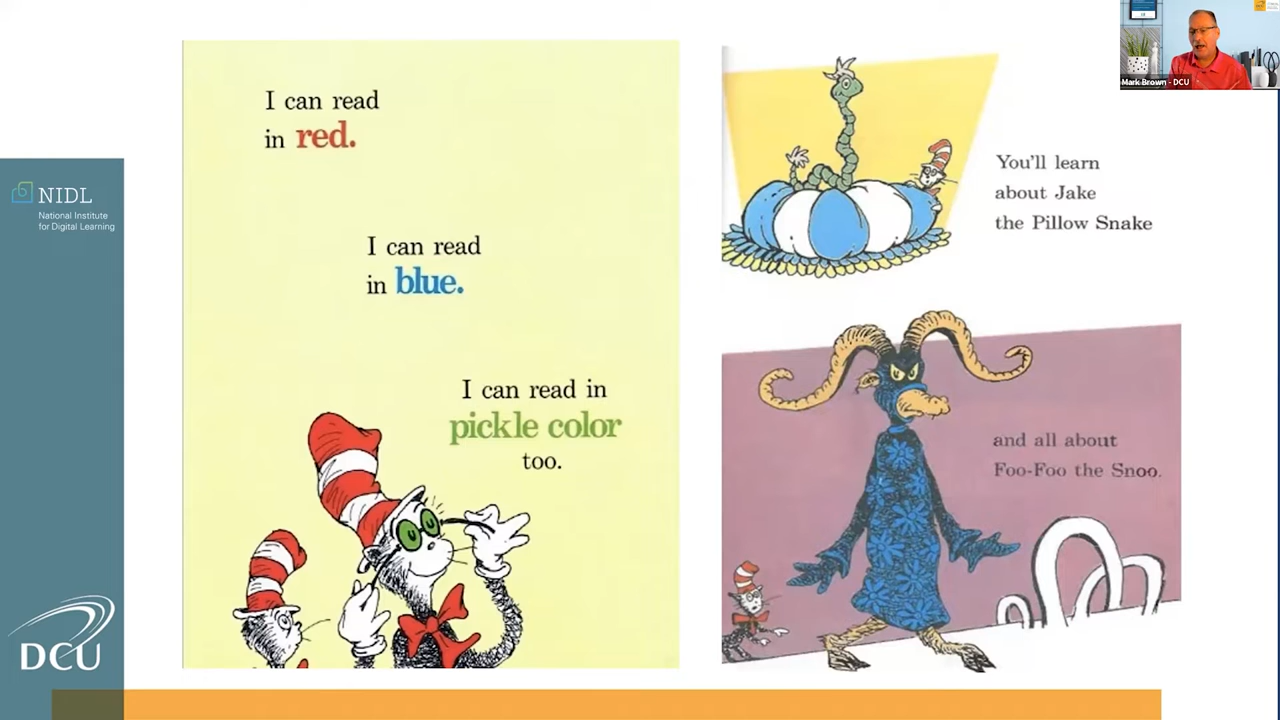 I can read
in red.
I can read
in blue.
I can read in
pickle color
too.
You'll learn
about Jake
the Pillow Snake
and all about
Foo-Foo the Snoo.
NIDL
National Institute
for Digital Learning
DCU
Mark Brown - DCU